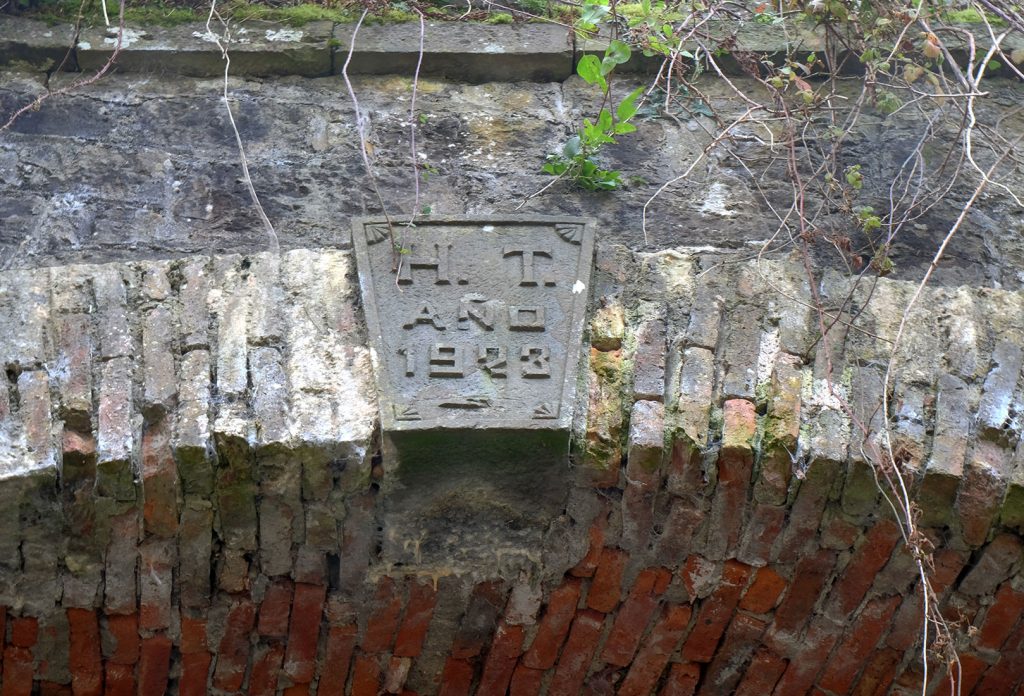 H. T.
AÑO
1923